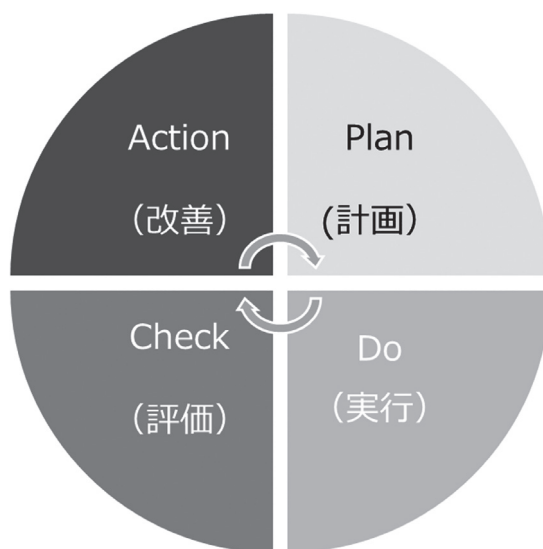 Action
（改善）
Plan
(計画）
Check
（評価）
Do
（実行）